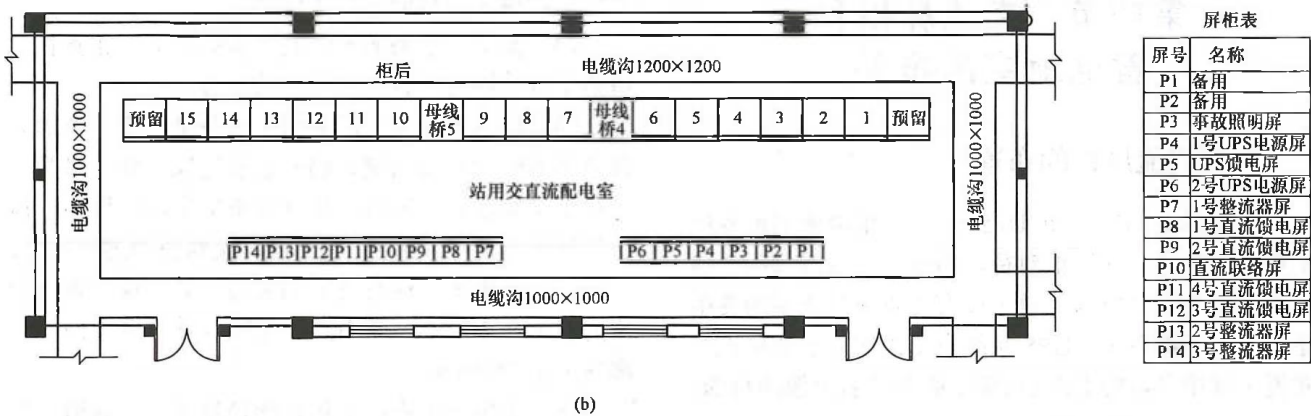 屏柜表
屏号 名称
P1 备用
P2 备用
P3 事故照明屏
P4 1号UPS电源屏
P5 UPS馈电屏
P6 2号UPS电源屏
P7 1号整流器屏
P8 1号直流馈电屏
P9 2号直流馈电屏
P10 直流联络屏
P11 4号直流馈电屏
P12 3号直流馈电屏
P13 2号整流器屏
P14 3号整流器屏
柜后 电缆沟1200×1200
电缆沟1000×1000
预留 15 14 13 12 11 10 母线桥5 9 8 7 母线桥4 6 5 4 3 2 1 预留
电缆沟1000×1000
站用交直流配电室
P14 P13 P12 P11 P10 P9 P8 P7 P6 P5 P4 P3 P2 P1
电缆沟1000×1000
(b)